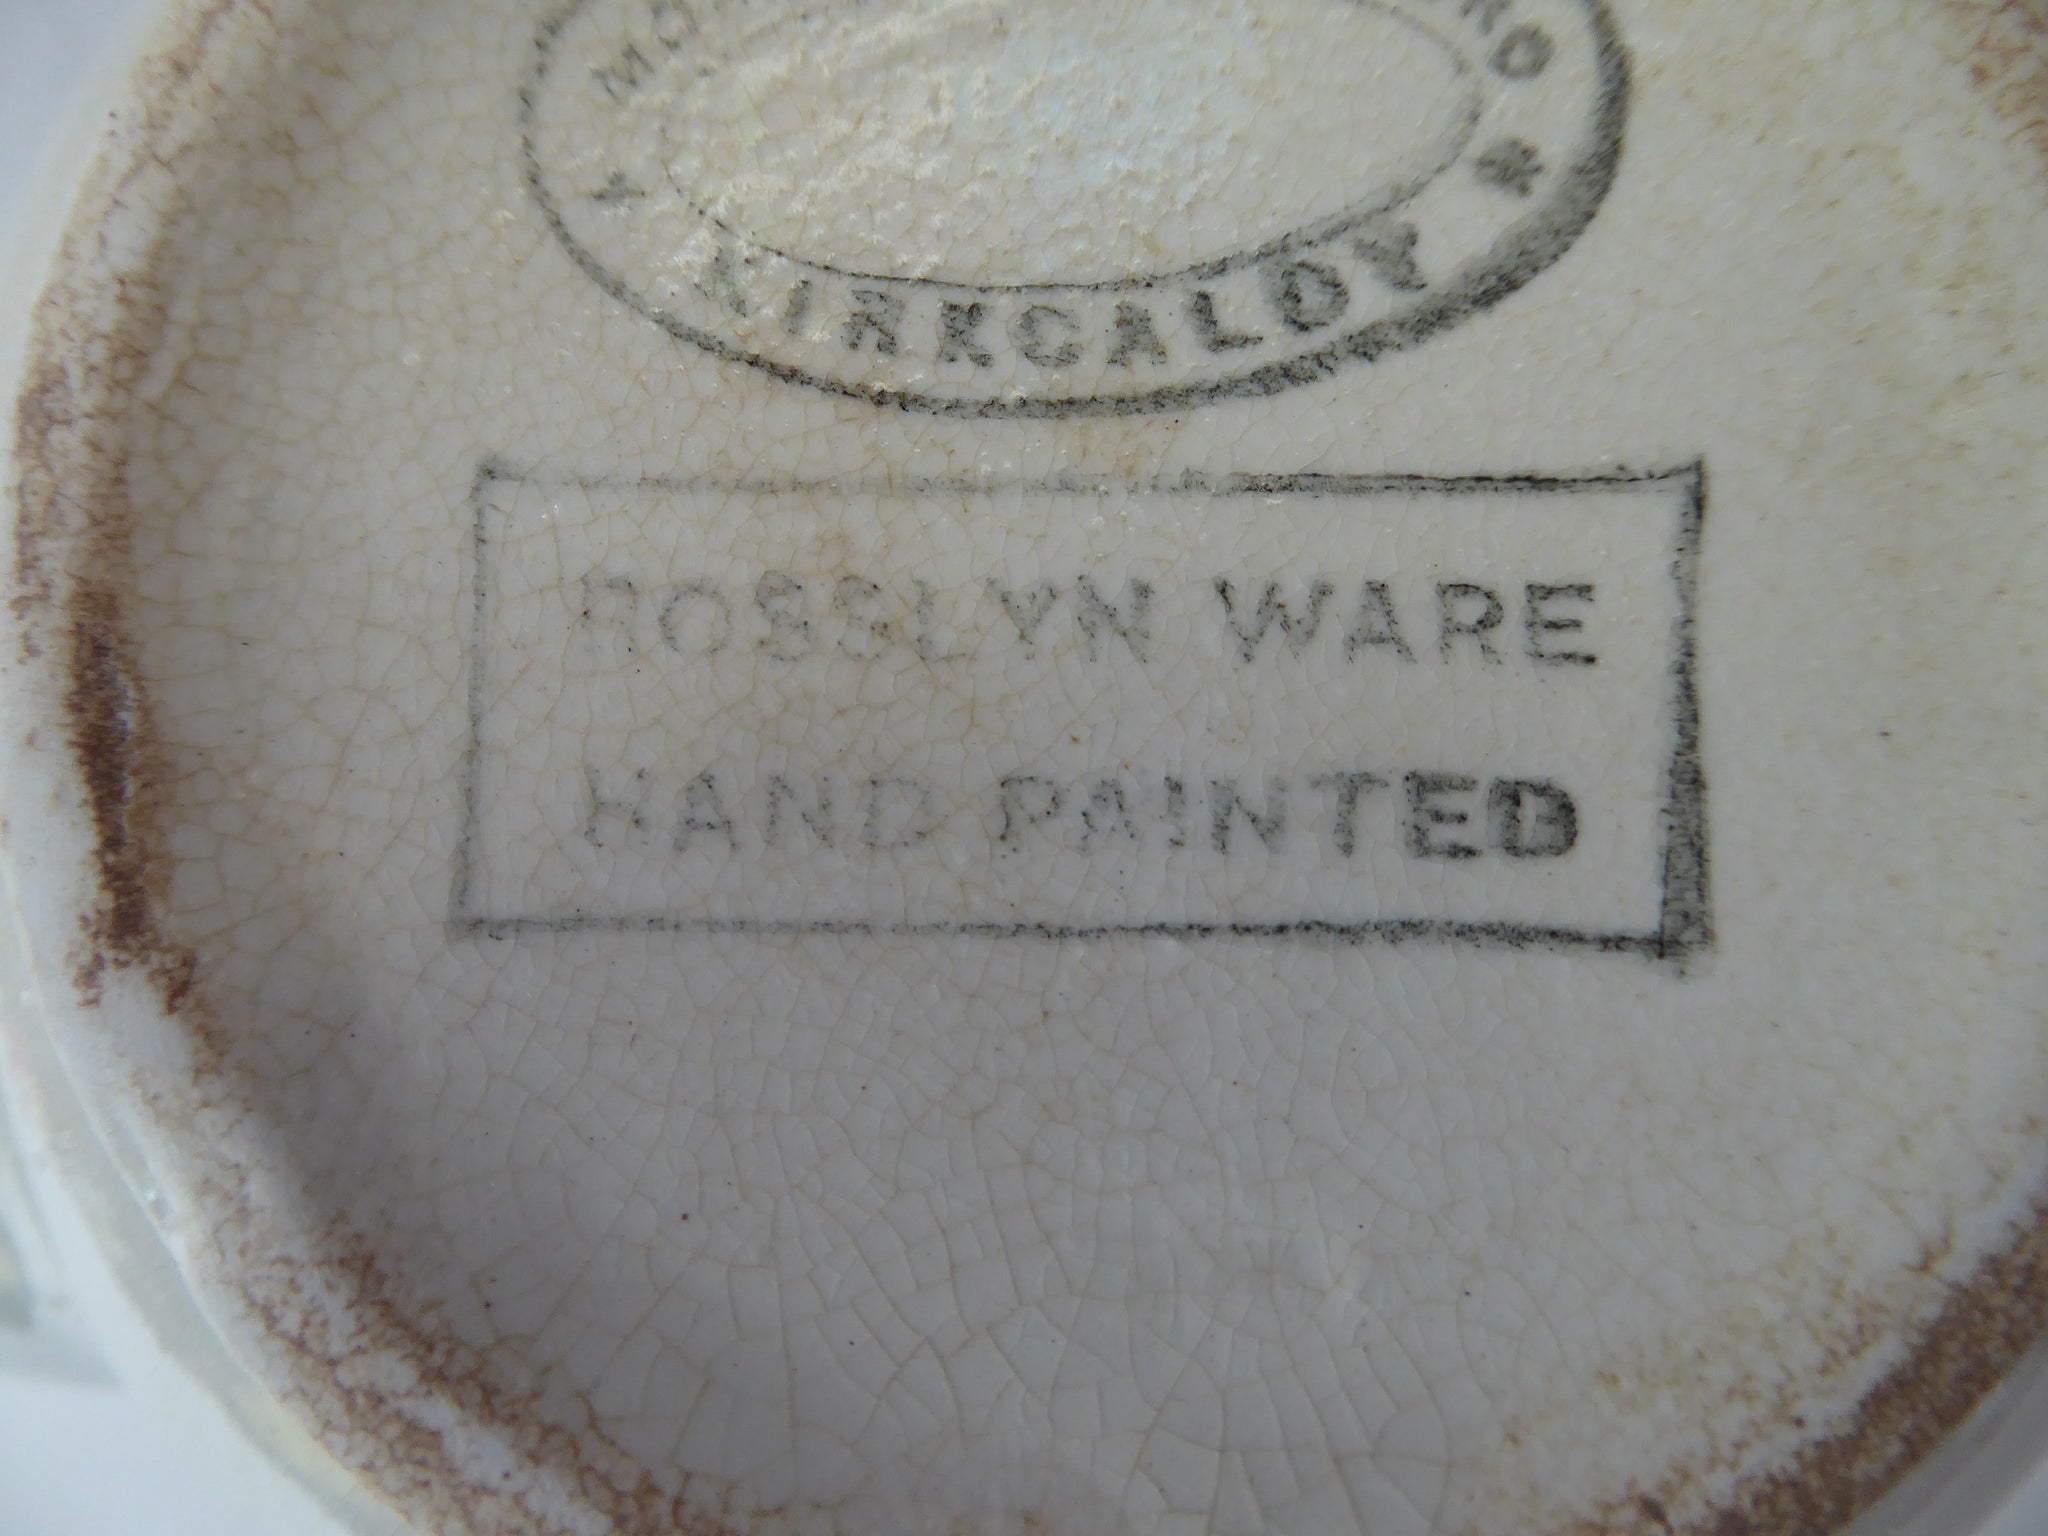 KIRKCALDY
ROSSLYN WARE
HAND PAINTED